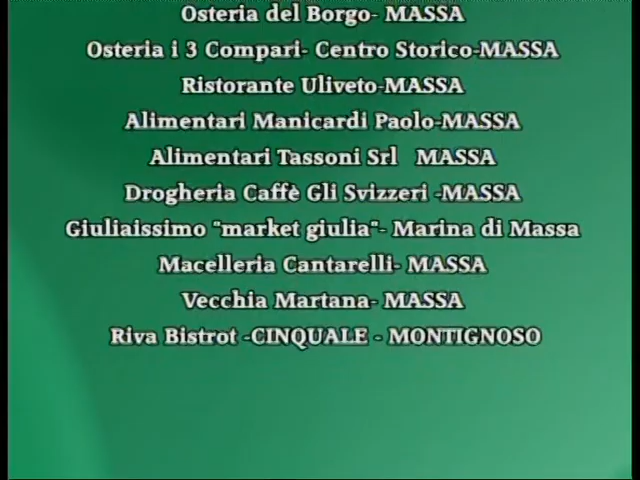 Osteria del Borgo- MASSA
Osteria i 3 Compari- Centro Storico-MASSA
Ristorante Uliveto-MASSA
Alimentari Manicardi Paolo-MASSA
Alimentari Tassoni Srl MASSA
Drogheria Caffè Gli Svizzeri -MASSA
Giuliaissimo "market giulia"- Marina di Massa
Macelleria Cantarelli- MASSA
Vecchia Martana- MASSA
Riva Bistrot -CINQUALE - MONTIGNOSO